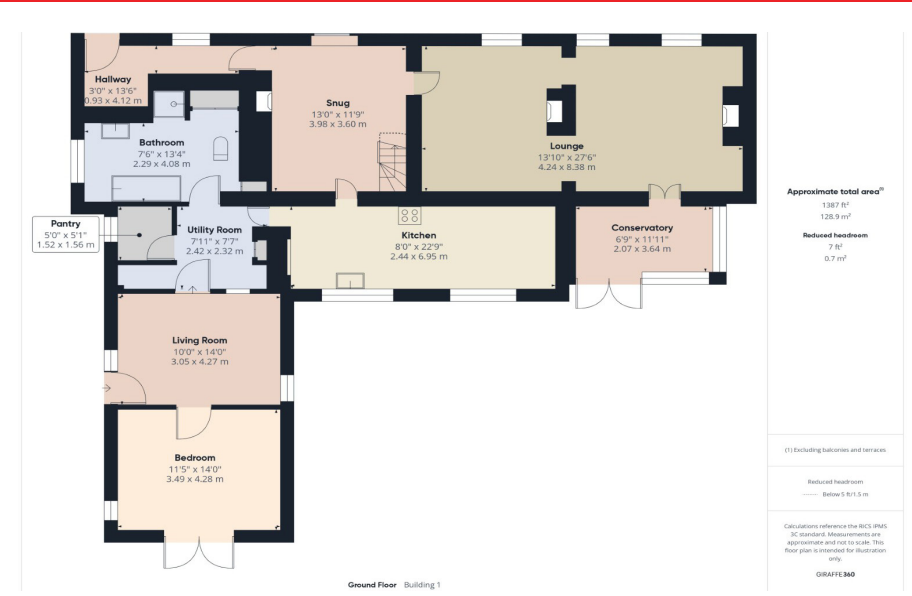 Hallway
3'0" x 13'6"
0.93 x 4.12 m
Snug
13'0" x 11'9"
3.98 x 3.60 m
Lounge
13'10" x 27'6"
4.24 x 8.38 m
Bathroom
7'6" x 13'4"
2.29 x 4.08 m
Pantry
5'0" x 5'1"
1.52 x 1.56 m
Utility Room
7'11" x 7'7"
2.42 x 2.32 m
Kitchen
8'0" x 22'9"
2.44 x 6.95 m
Conservatory
6'9" x 11'11"
2.07 x 3.64 m
Living Room
10'0" x 14'0"
3.05 x 4.27 m
Bedroom
11'5" x 14'0"
3.49 x 4.28 m
Ground Floor Building 1
Approximate total area(1)
1387 ft²
128.9 m²
Reduced headroom
7 ft²
0.7 m²
(1) Excluding balconies and terraces
Reduced headroom
Below 5 ft/1.5 m
Calculations reference the RICS IPMS
3C standard. Measurements are
approximate and not to scale. This
floor plan is intended for illustration
only.
GIRAFFE360